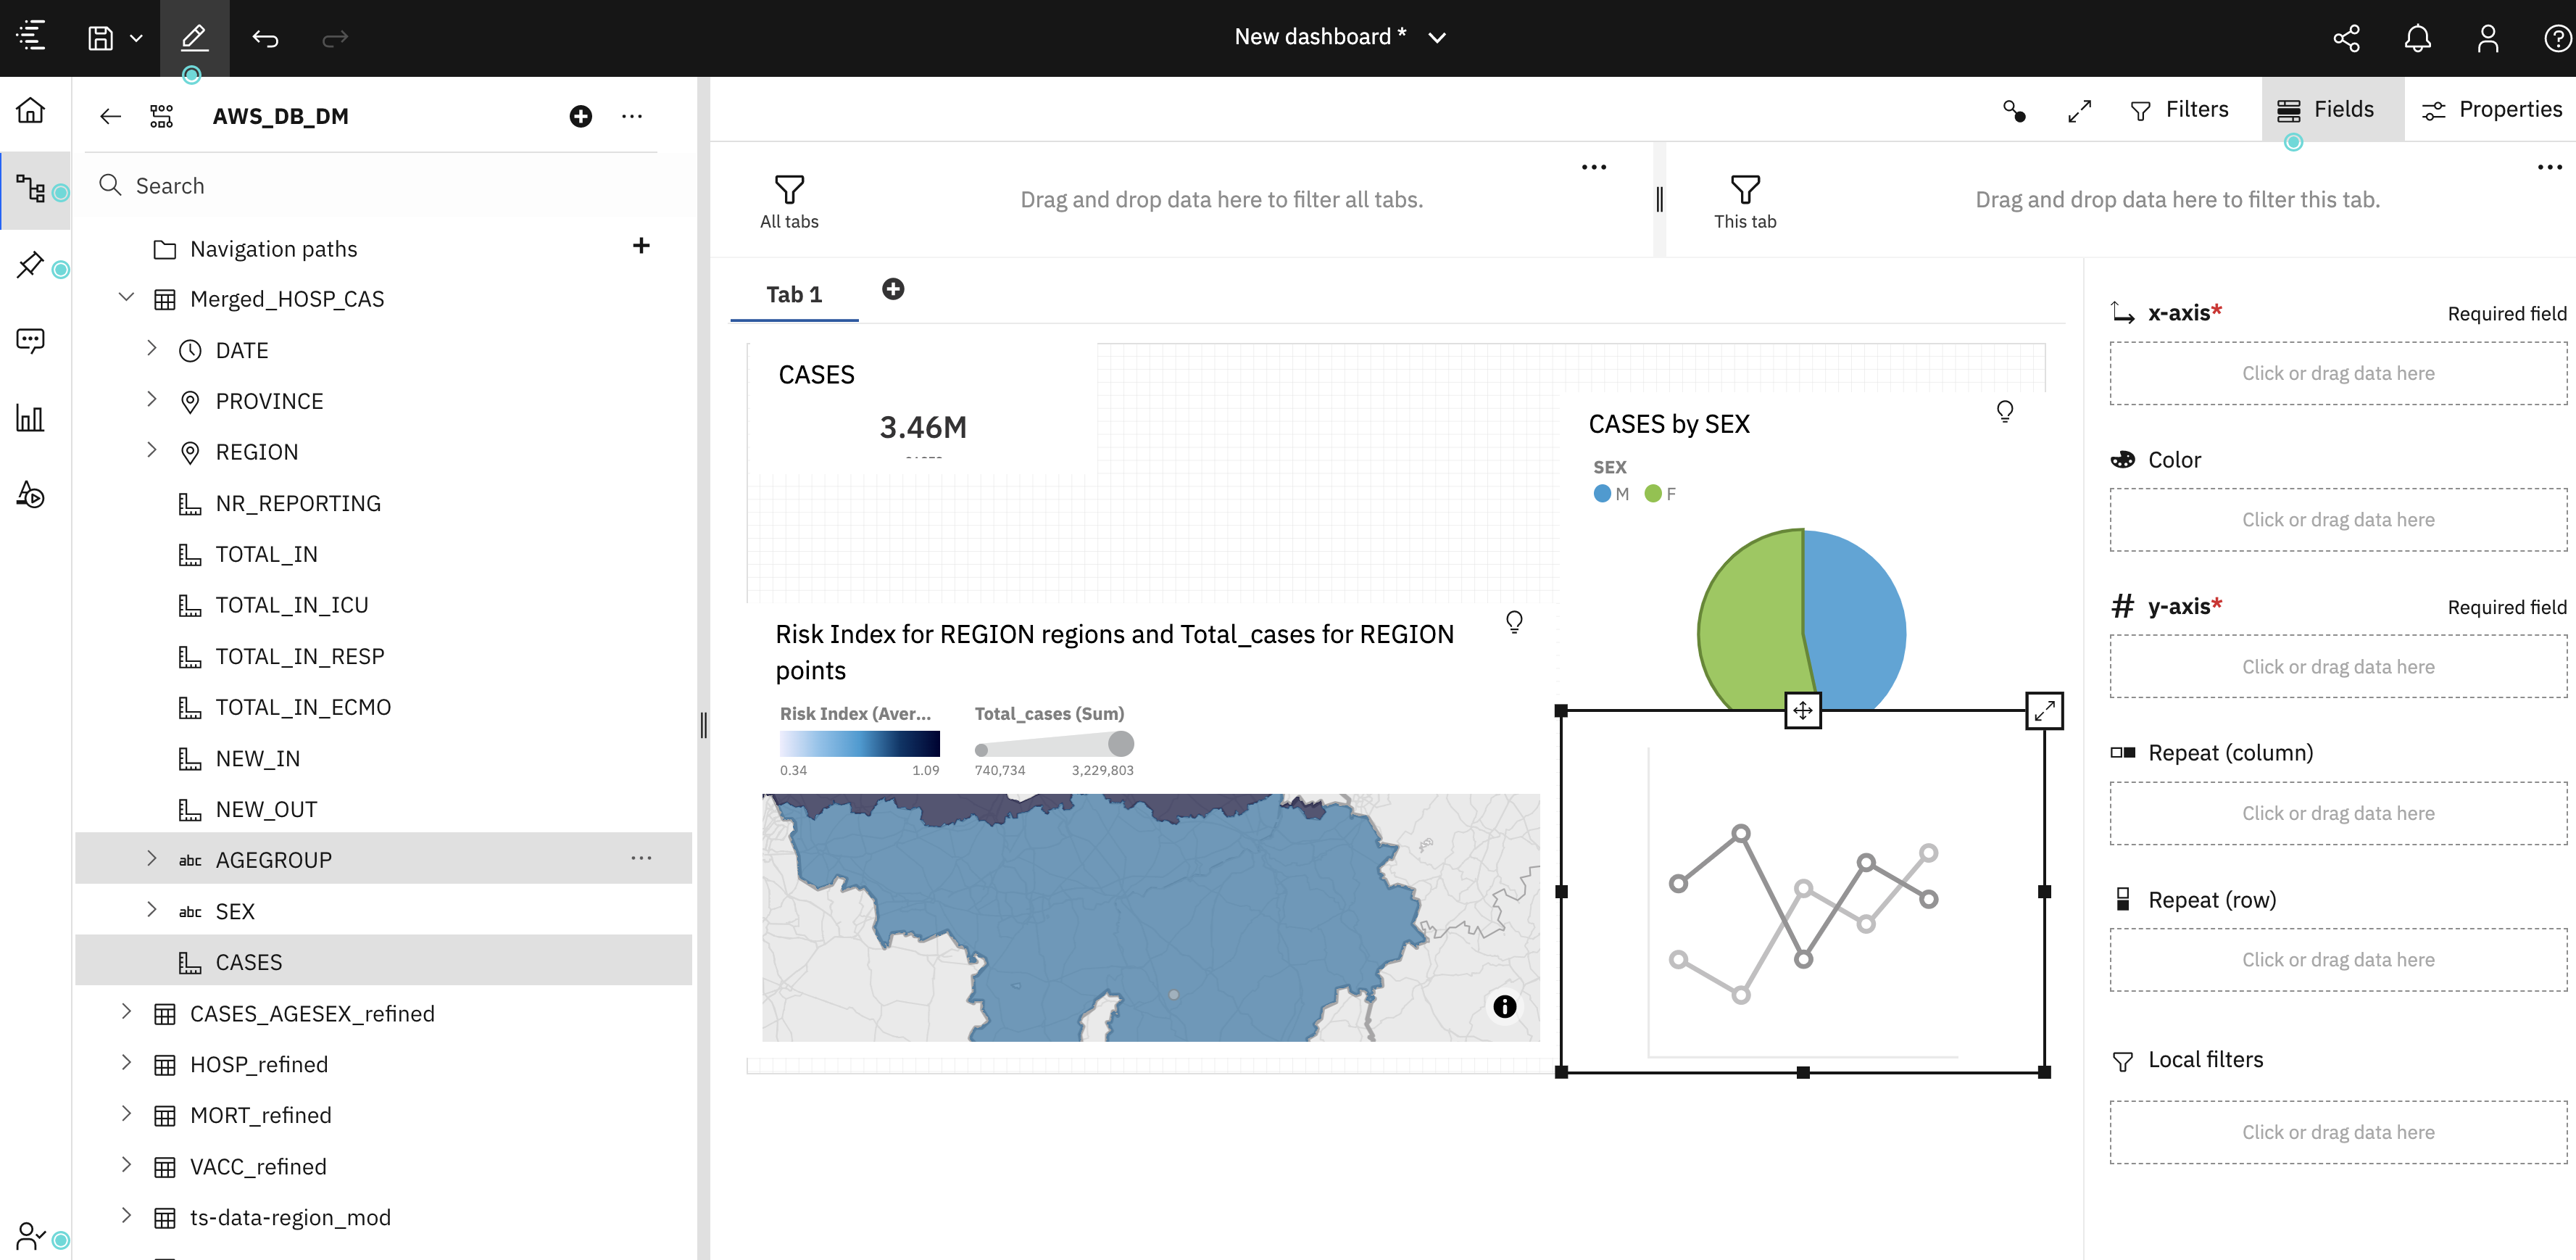 New dashboard *
AWS_DB_DM
Search
Navigation paths
Merged_HOSP_CAS
DATE
PROVINCE
REGION
NR_REPORTING
TOTAL_IN
TOTAL_IN_ICU
TOTAL_IN_RESP
TOTAL_IN_ECMO
NEW_IN
NEW_OUT
abc AGEGROUP
abc SEX
CASES
CASES_AGESEX_refined
HOSP_refined
MORT_refined
VACC_refined
ts-data-region_mod
Filters
Fields
Properties
All tabs
Drag and drop data here to filter all tabs.
This tab
Drag and drop data here to filter this tab.
Tab 1
CASES
3.46M
CASES by SEX
SEX
M F
Risk Index for REGION regions and Total_cases for REGION
points
Risk Index (Aver...
0.34 1.09
Total_cases (Sum)
740,734 3,229,803
x-axis* Required field
Click or drag data here
Color
Click or drag data here
# y-axis* Required field
Click or drag data here
Repeat (column)
Click or drag data here
Repeat (row)
Click or drag data here
Local filters
Click or drag data here